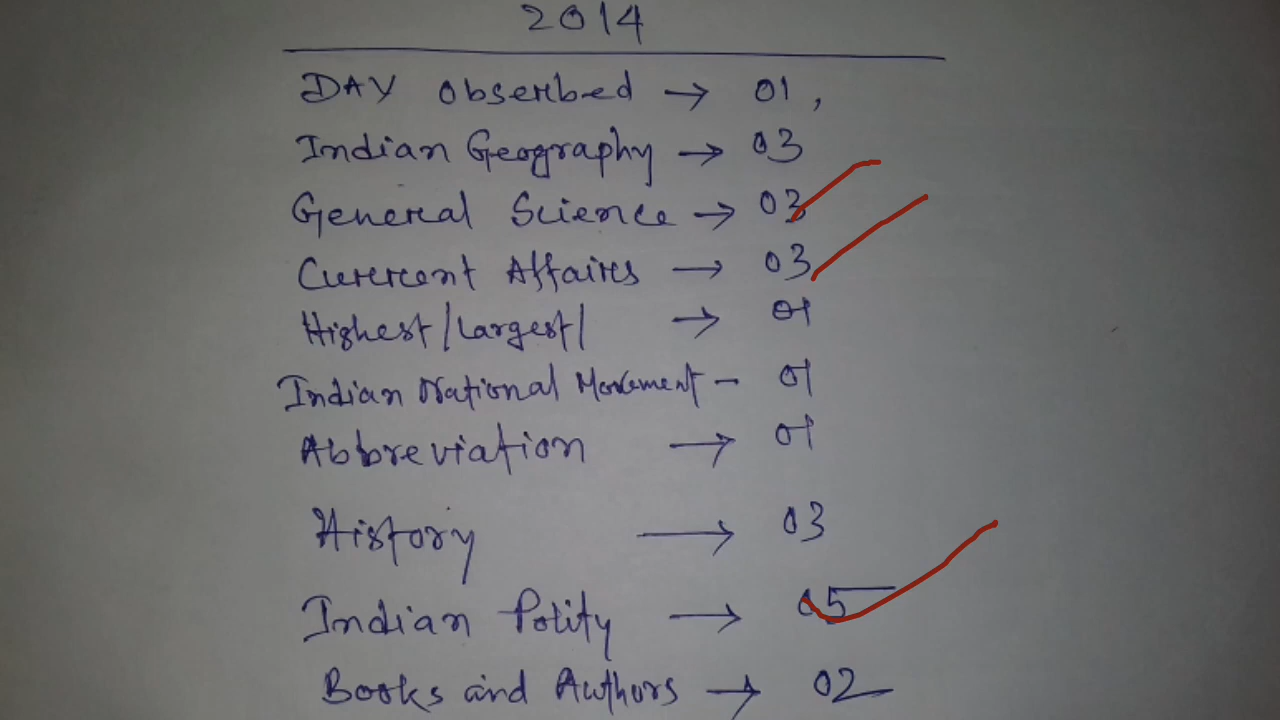 2014
DAY Observed → 01,
Indian Geography → 03
General Science → 03
Current Affairs → 03
Highest/Largest/ → 01
Indian National Movement - 01
Abbreviation → 01
History → 03
Indian Polity → 05
Books and Authors → 02